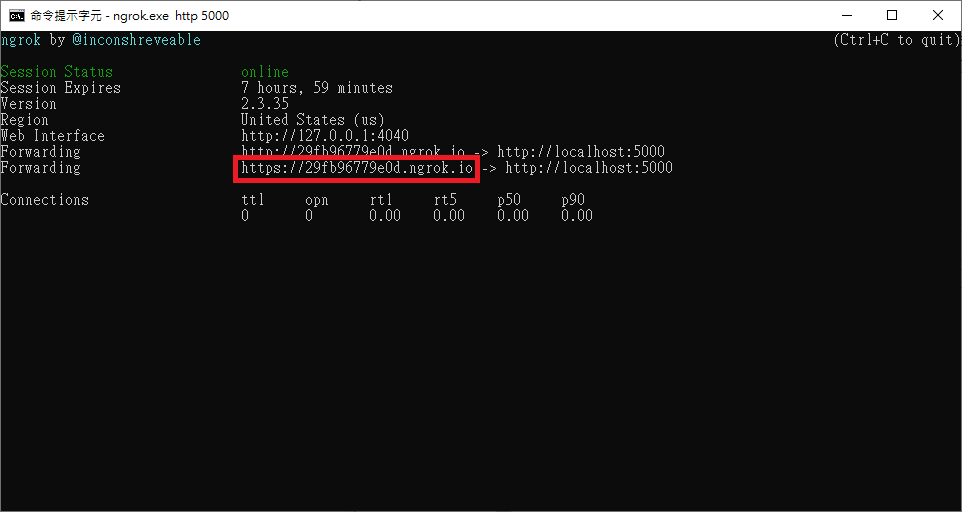 命令提示字元 - ngrok.exe http 5000
ngrok by @inconshreveable (Ctrl+C to quit)
Session Status online
Session Expires 7 hours, 59 minutes
Version 2.3.35
Region United States (us)
Web Interface http://127.0.0.1:4040
Forwarding http://29fb96779e0d.ngrok.io -> http://localhost:5000
Forwarding https://29fb96779e0d.ngrok.io -> http://localhost:5000
Connections ttl opn rt1 rt5 p50 p90
0 0 0.00 0.00 0.00 0.00